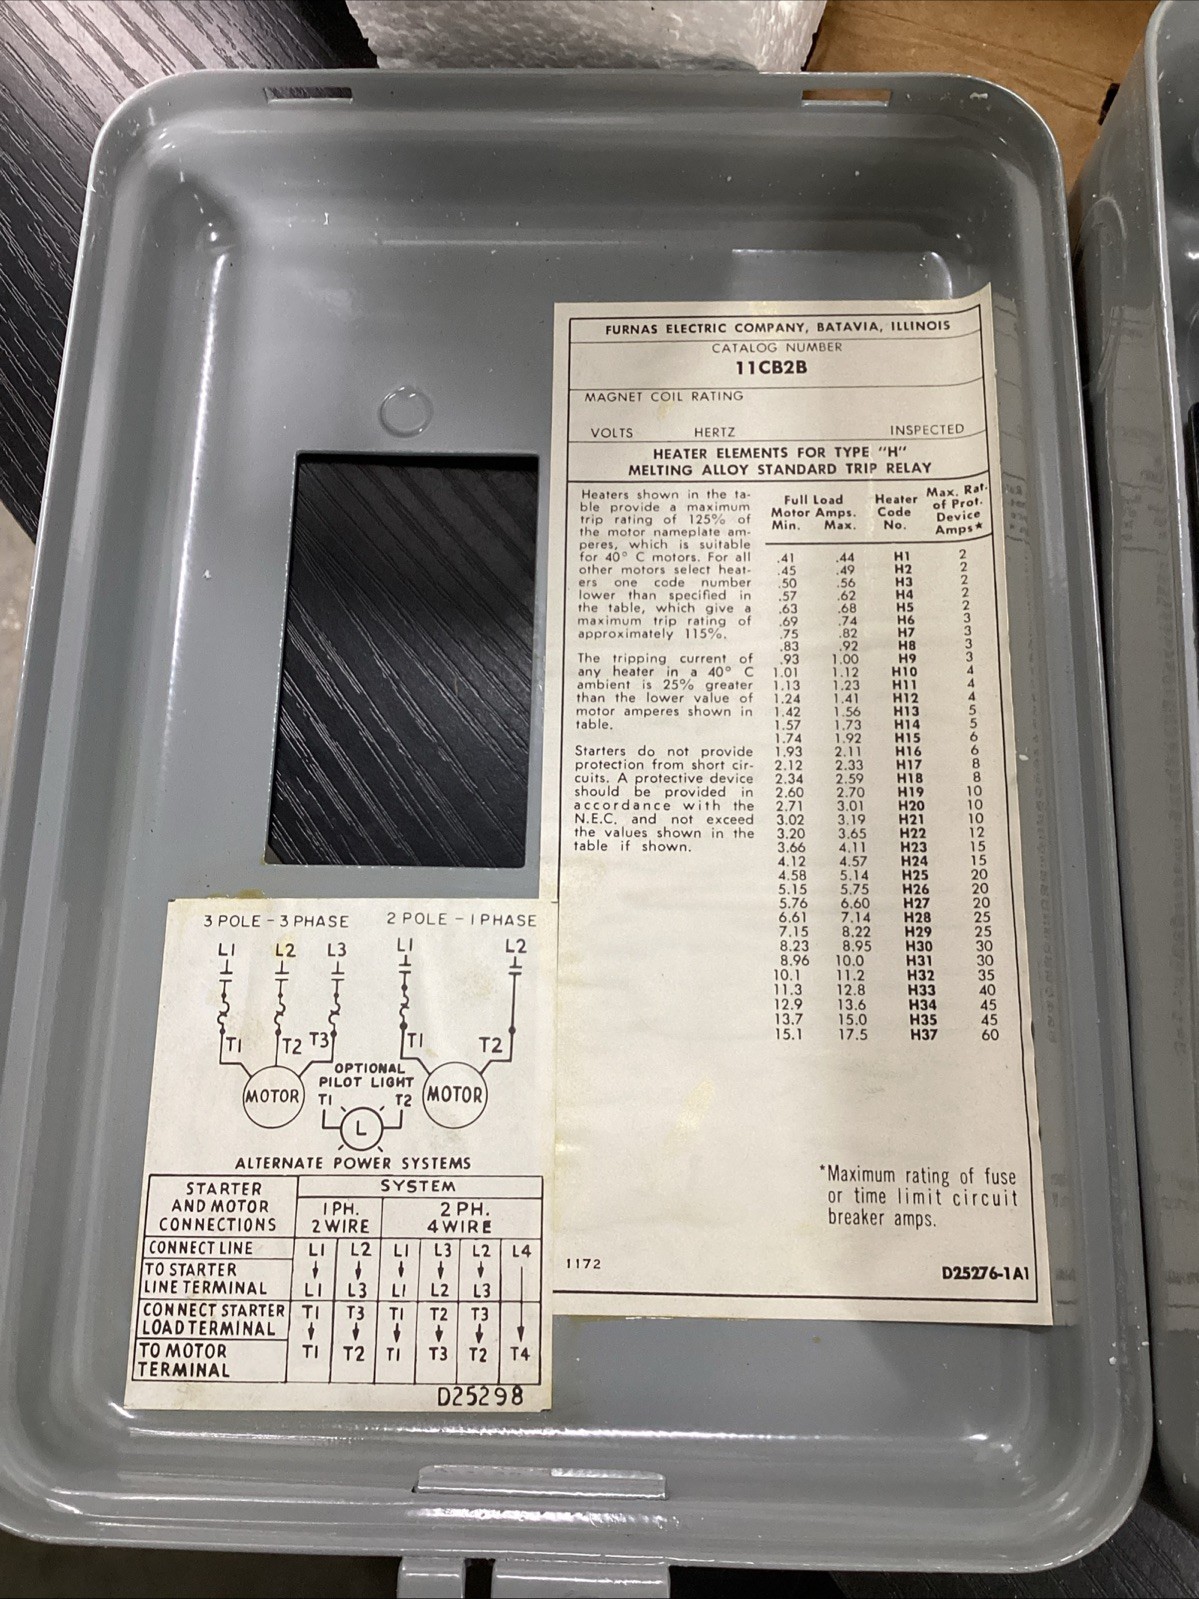 FURNAS ELECTRIC COMPANY, BATAVIA, ILLINOIS
CATALOG NUMBER
11CB2B
MAGNET COIL RATING
VOLTS HERTZ INSPECTED
HEATER ELEMENTS FOR TYPE "H"
MELTING ALLOY STANDARD TRIP RELAY
Heaters shown in the ta-
ble provide a maximum
trip rating of 125% of
the motor nameplate am-
peres, which is suitable
for 40° C motors. For all
other motors select heat-
ers one code number
lower than specified in
the table, which give a
maximum trip rating of
approximately 115%.
The tripping current of
any heater in a 40° C
ambient is 25% greater
than the lower value of
motor amperes shown in
table.
Starters do not provide
protection from short cir-
cuits. A protective device
should be provided in
accordance with the
N.E.C. and not exceed
the values shown in the
table if shown.
Full Load Motor Amps. Min. Max.
Heater Code No.
Max. Rat. of Prot. Device Amps*
.41 .44 H1 2
.45 .49 H2 2
.50 .56 H3 2
.57 .62 H4 2
.63 .68 H5 2
.69 .74 H6 3
.75 .82 H7 3
.83 .92 H8 3
.93 1.00 H9 3
1.01 1.12 H10 4
1.13 1.23 H11 4
1.24 1.41 H12 4
1.42 1.56 H13 5
1.57 1.73 H14 5
1.74 1.92 H15 6
1.93 2.11 H16 6
2.12 2.33 H17 8
2.34 2.59 H18 8
2.60 2.70 H19 10
2.71 3.01 H20 10
3.02 3.19 H21 10
3.20 3.65 H22 12
3.66 4.11 H23 15
4.12 4.57 H24 15
4.58 5.14 H25 20
5.15 5.75 H26 20
5.76 6.60 H27 20
6.61 7.14 H28 25
7.15 8.22 H29 25
8.23 8.95 H30 30
8.96 10.0 H31 30
10.1 11.2 H32 35
11.3 12.8 H33 40
12.9 13.6 H34 45
13.7 15.0 H35 45
15.1 17.5 H37 60
*Maximum rating of fuse
or time limit circuit
breaker amps.
1172 D25276-1A1
3 POLE - 3 PHASE 2 POLE - 1 PHASE
L1 L2 L3 L1 L2
T1 T2 T3 T1 T2
MOTOR MOTOR
OPTIONAL
PILOT LIGHT
T1 T2
L
ALTERNATE POWER SYSTEMS
STARTER AND MOTOR CONNECTIONS
SYSTEM
1 PH. 2 WIRE
2 PH. 4 WIRE
CONNECT LINE L1 L2 L1 L3 L2 L4
TO STARTER
LINE TERMINAL L1 L3 L1 L2 L3
CONNECT STARTER T1 T3 T1 T2 T3
LOAD TERMINAL
TO MOTOR T1 T2 T1 T3 T2 T4
TERMINAL
D25298